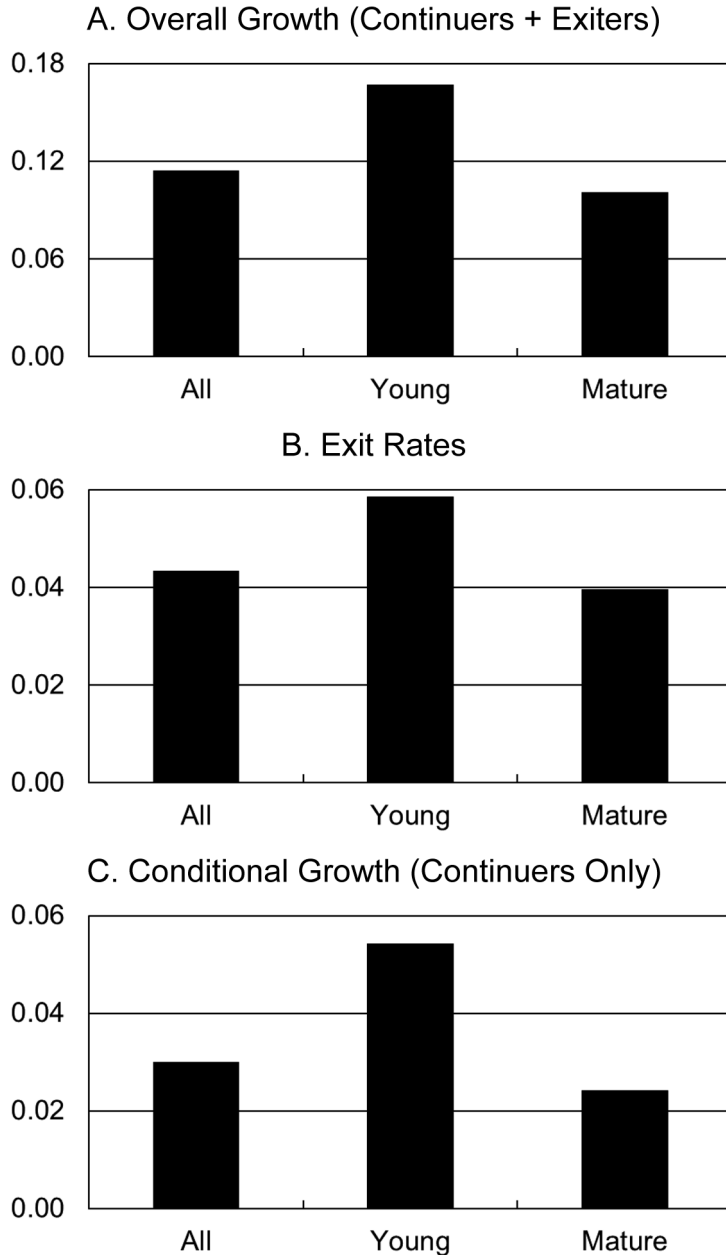 A. Overall Growth (Continuers + Exiters)
0.18
0.12
0.06
0.00
All Young Mature
B. Exit Rates
0.06
0.04
0.02
0.00
All Young Mature
C. Conditional Growth (Continuers Only)
0.06
0.04
0.02
0.00
All Young Mature